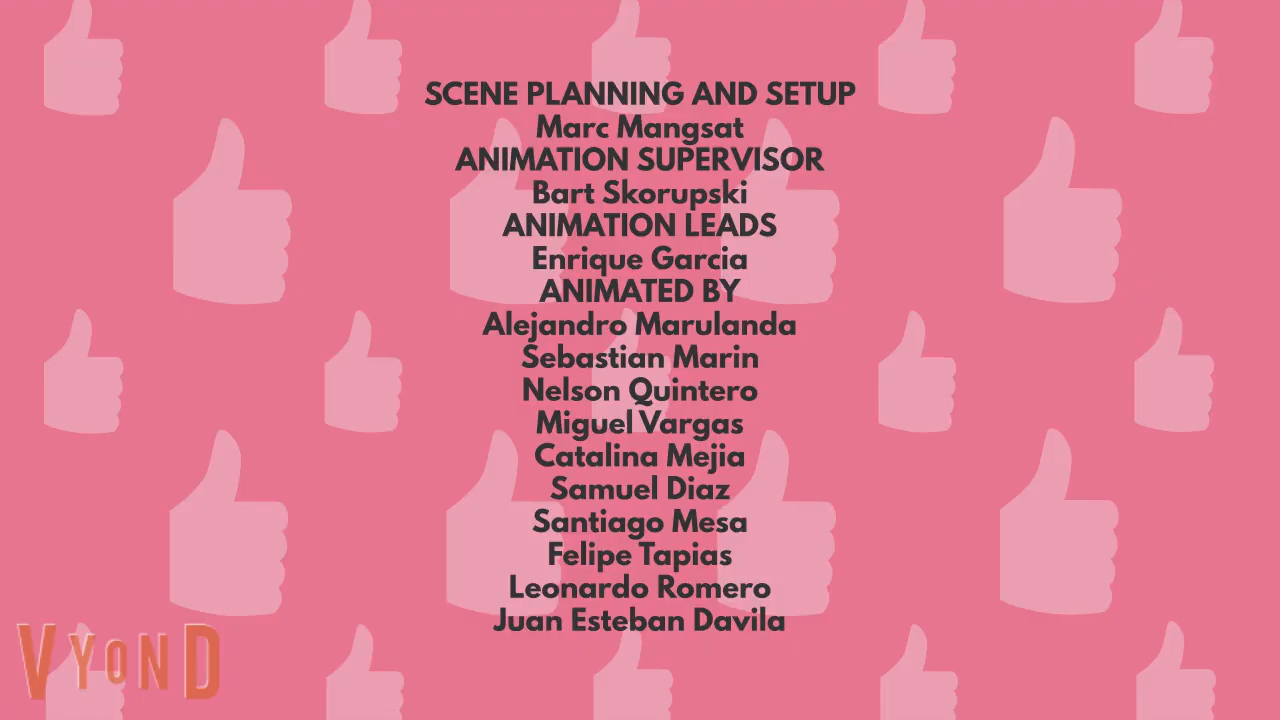 SCENE PLANNING AND SETUP
Marc Mangsat
ANIMATION SUPERVISOR
Bart Skorupski
ANIMATION LEADS
Enrique Garcia
ANIMATED BY
Alejandro Marulanda
Sebastian Marin
Nelson Quintero
Miguel Vargas
Catalina Mejia
Samuel Diaz
Santiago Mesa
Felipe Tapias
Leonardo Romero
Juan Esteban Davila
VYOND